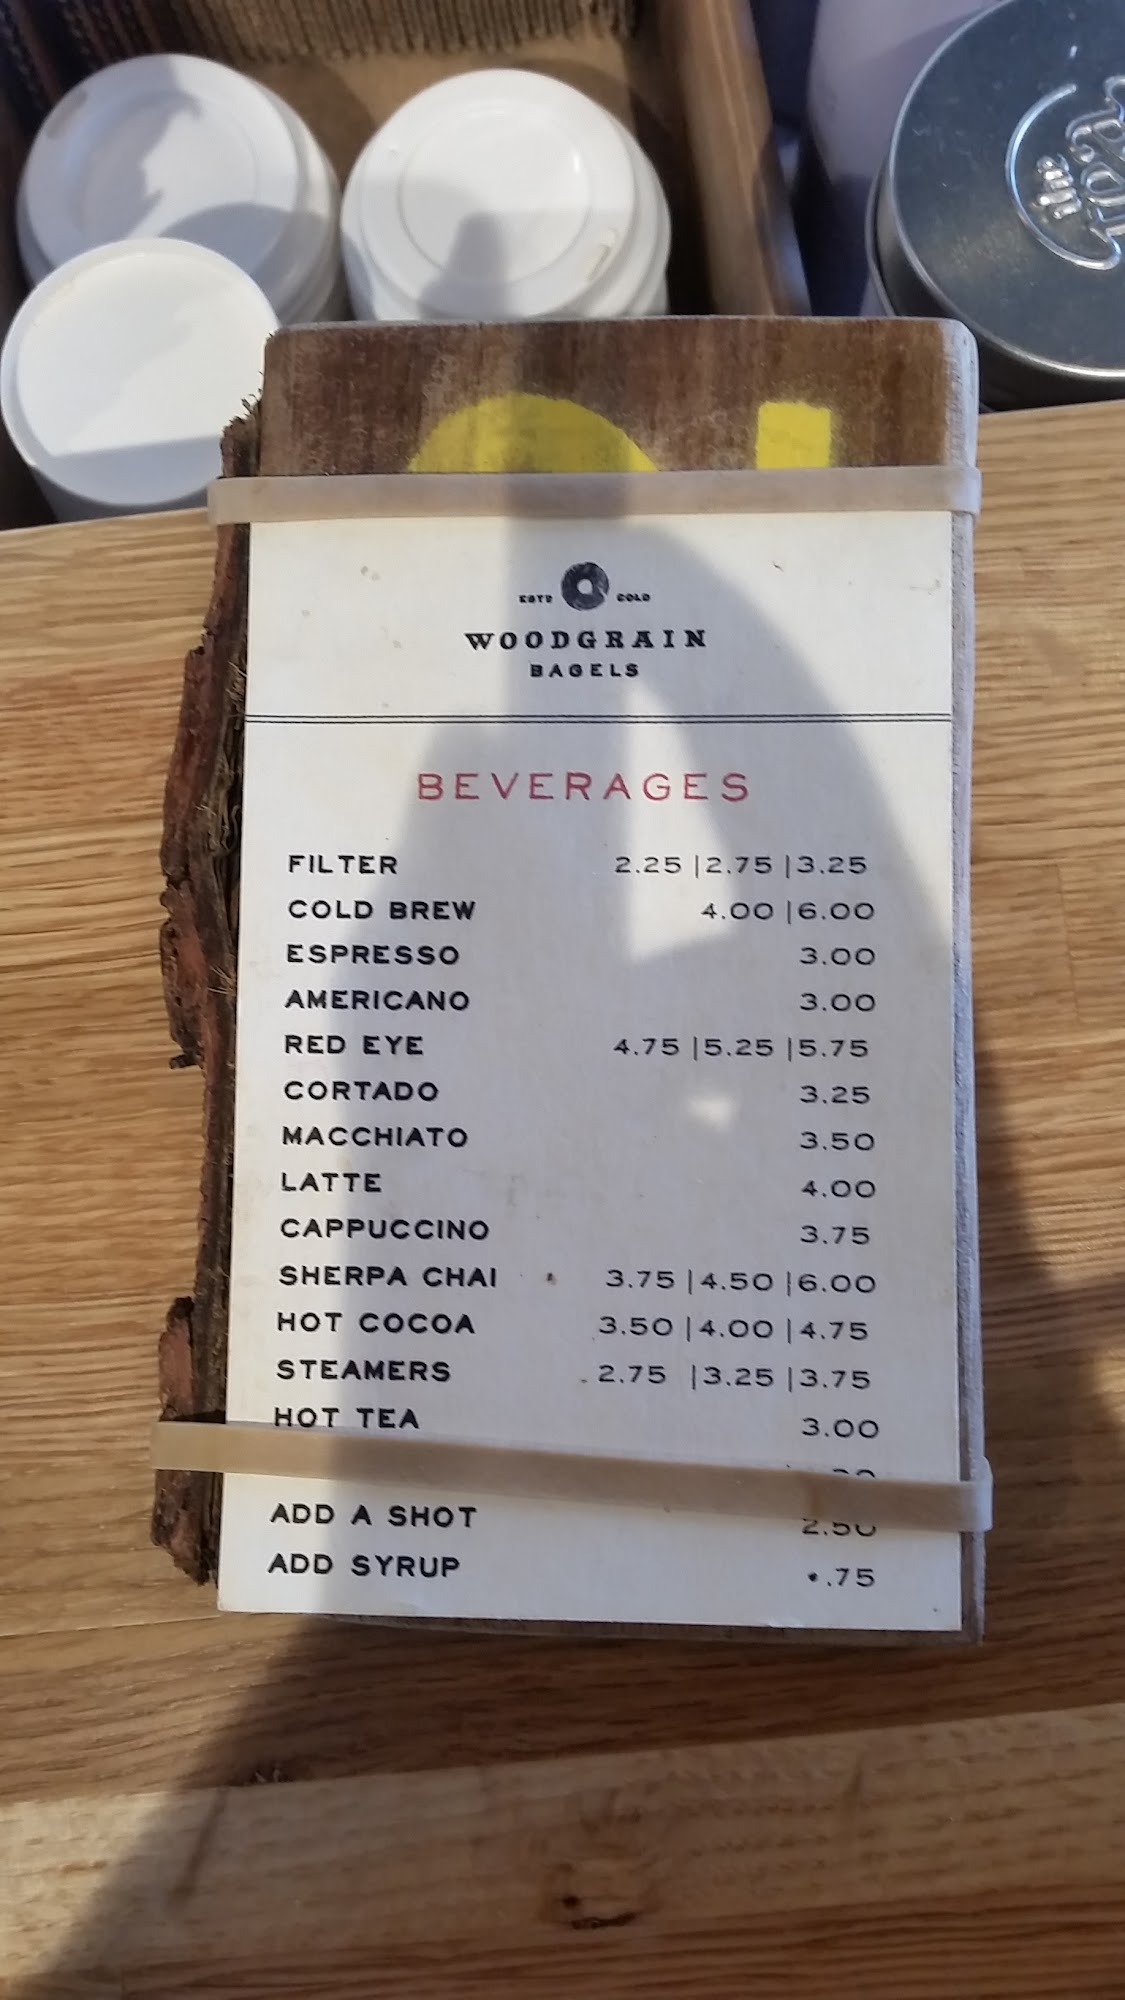 the
ESTD COLO
WOODGRAIN
BAGELS
BEVERAGES
FILTER 2.25 |2.75 |3.25
COLD BREW 4.00 |6.00
ESPRESSO 3.00
AMERICANO 3.00
RED EYE 4.75 |5.25 |5.75
CORTADO 3.25
MACCHIATO 3.50
LATTE 4.00
CAPPUCCINO 3.75
SHERPA CHAI 3.75 |4.50 |6.00
HOT COCOA 3.50 |4.00 |4.75
STEAMERS 2.75 |3.25 |3.75
HOT TEA 3.00
ADD A SHOT 2.50
ADD SYRUP .75